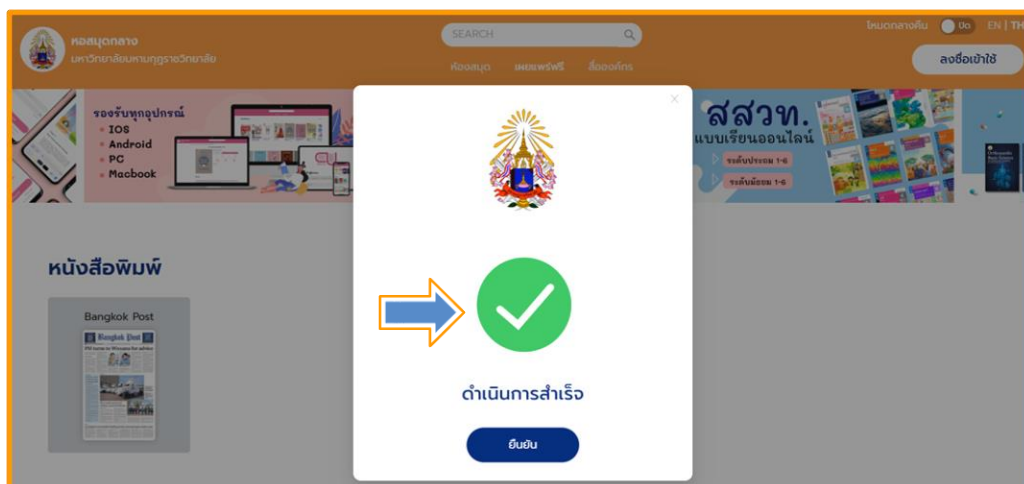 หอสมุดกลาง
มหาวิทยาลัยมหามกุฏราชวิทยาลัย
SEARCH
โหมดกลางคืน ปิด EN | TH
ห้องสมุด เผยแพร่ฟรี สื่อองค์กร
ลงชื่อเข้าใช้
รองรับทุกอุปกรณ์
IOS
Android
PC
Macbook
สสวท.
แบบเรียนออนไลน์
ระดับประถม 1-6
ระดับมัธยม 1-6
หนังสือพิมพ์
Bangkok Post
Bangkok Post
ดำเนินการสำเร็จ
ยืนยัน